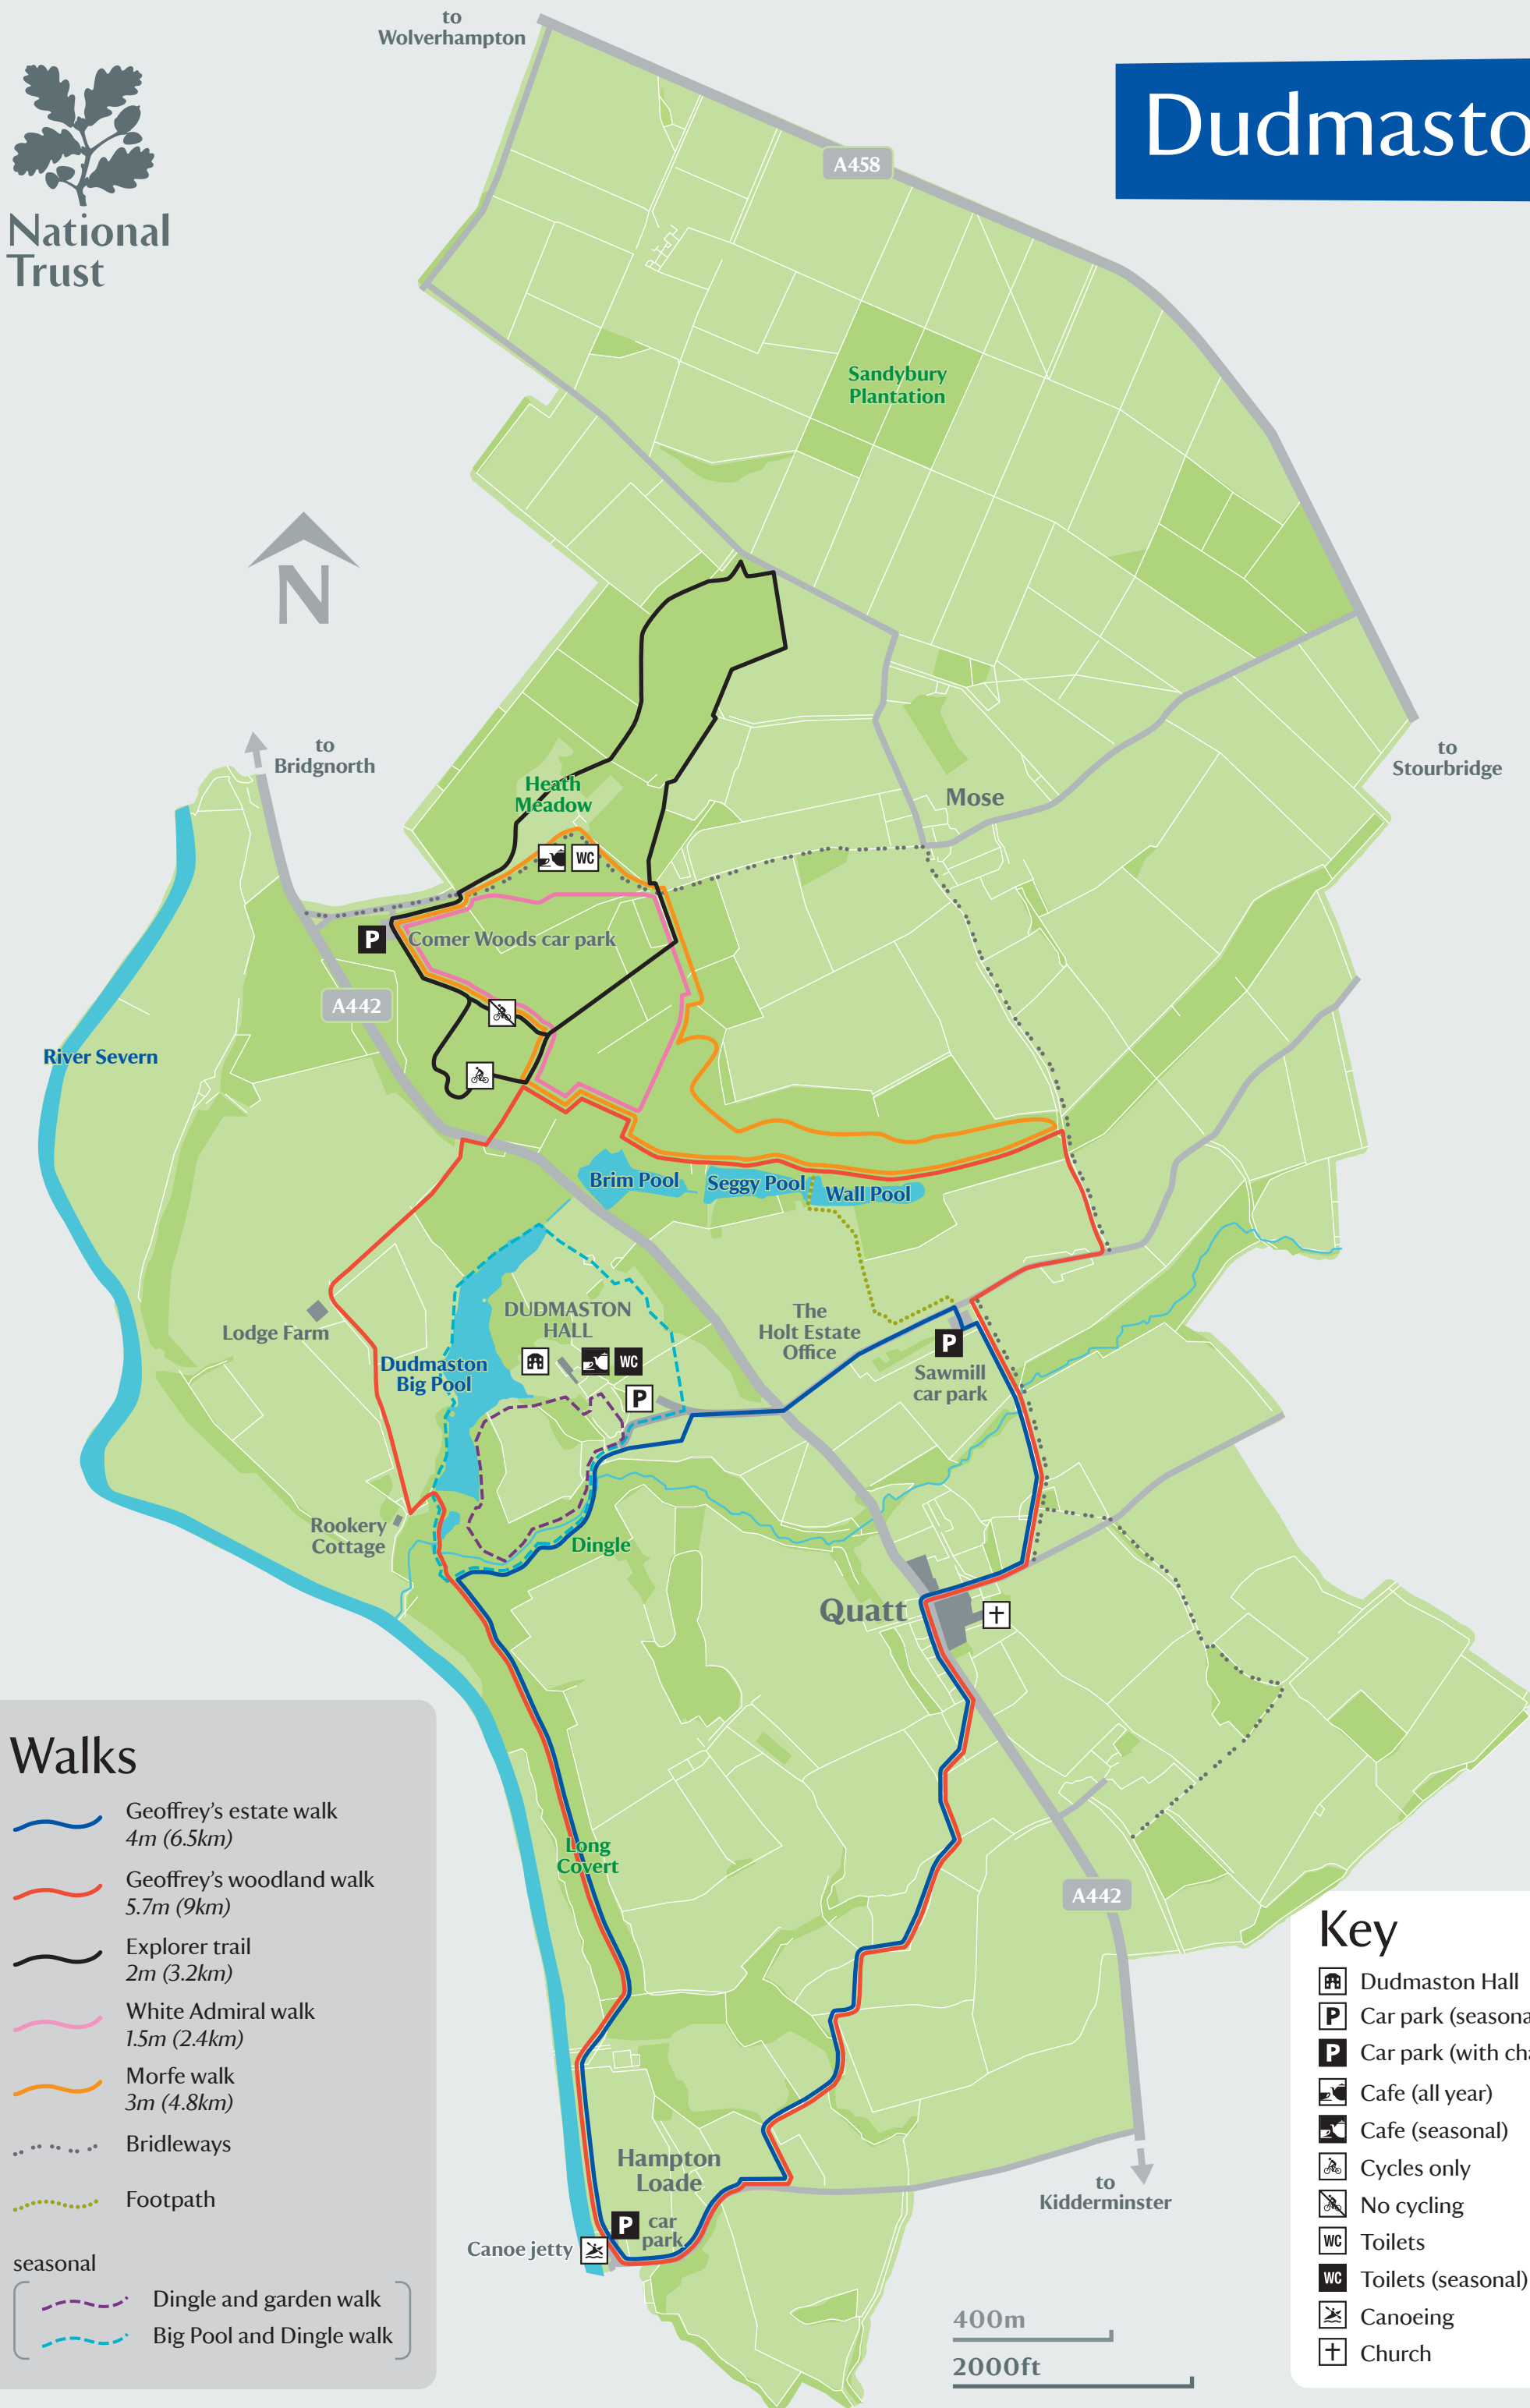 to
Wolverhampton
National
Trust
Dudmasto
A458
Sandybury
Plantation
N
to
Bridgnorth
to
Stourbridge
Heath
Meadow
Mose
WC
P
Comer Woods car park
A442
River Severn
Brim Pool
Seggy Pool
Wall Pool
DUDMASTON
HALL
The
Holt Estate
Office
Lodge Farm
Dudmaston
Big Pool
WC
P
P
Sawmill
car park
Rookery
Cottage
Dingle
Quatt
Long
Covert
A442
Hampton
Loade
P
car
park
Canoe jetty
to
Kidderminster
400m
2000ft
Walks
Geoffrey's estate walk
4m (6.5km)
Geoffrey's woodland walk
5.7m (9km)
Explorer trail
2m (3.2km)
White Admiral walk
1.5m (2.4km)
Morfe walk
3m (4.8km)
Bridleways
Footpath
seasonal
Dingle and garden walk
Big Pool and Dingle walk
Key
Dudmaston Hall
P Car park (seasona
P Car park (with cha
Cafe (all year)
Cafe (seasonal)
Cycles only
No cycling
WC Toilets
WC Toilets (seasonal)
Canoeing
Church